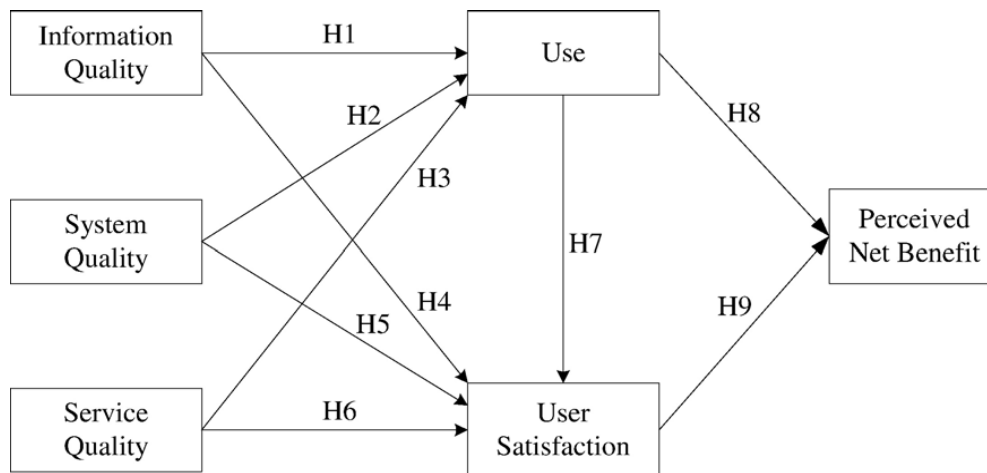 Information
Quality
H1
Use
H2
H8
H3
System
Quality
Perceived
Net Benefit
H7
H4
H5
H9
Service
Quality
H6
User
Satisfaction